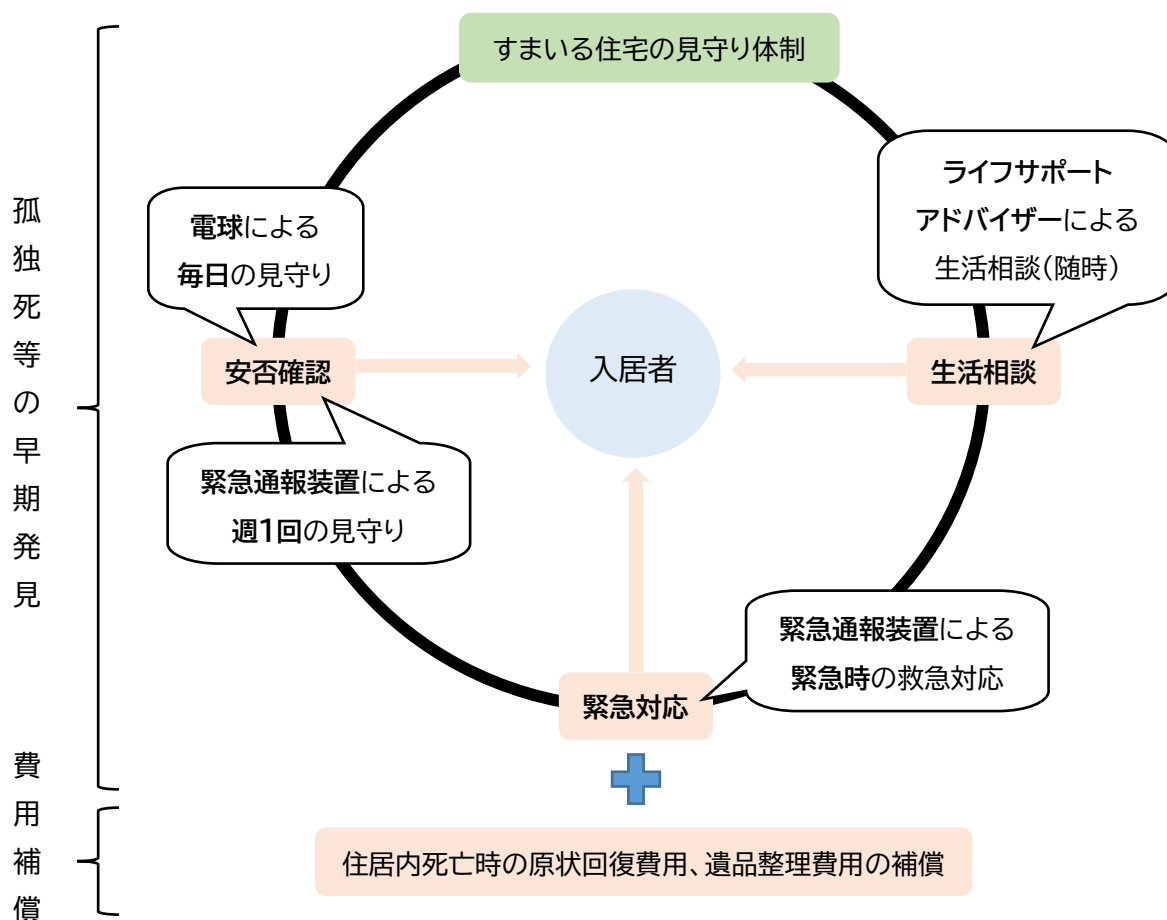 すまいる住宅の見守り体制
孤独死等の早期発見
電球による
毎日の見守り
ライフサポート
アドバイザーによる
生活相談（随時）
安否確認
入居者
生活相談
緊急通報装置による
週1回の見守り
緊急通報装置による
緊急時の救急対応
緊急対応
費用補償
住居内死亡時の原状回復費用、遺品整理費用の補償